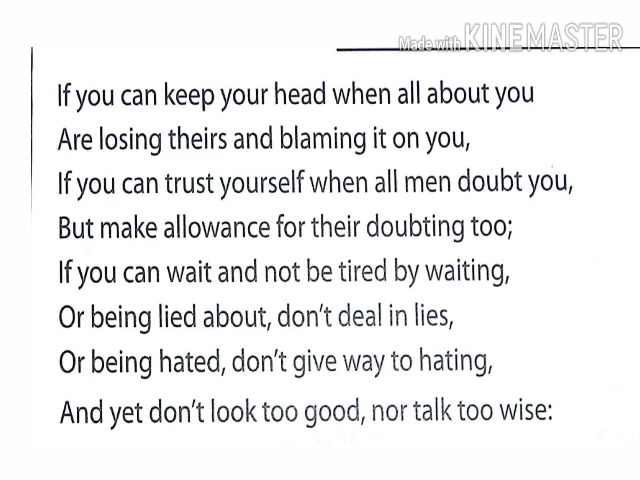 Made with KINEMASTER
If you can keep your head when all about you
Are losing theirs and blaming it on you,
If you can trust yourself when all men doubt you,
But make allowance for their doubting too;
If you can wait and not be tired by waiting,
Or being lied about, don't deal in lies,
Or being hated, don't give way to hating,
And yet don't look too good, nor talk too wise: